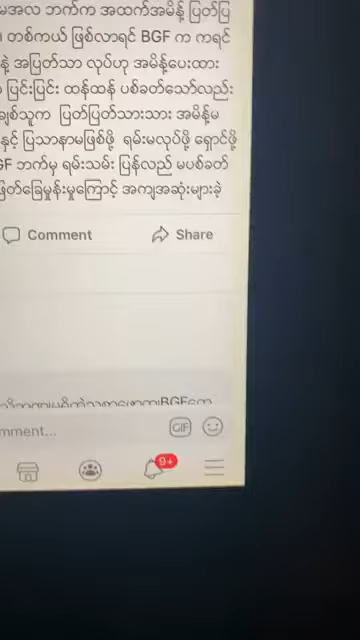 မအလ ဘက်က အထက်အမိန့် ပြတ်ပြ
တစ်ကယ် ဖြစ်လာရင် BGF က ကရင်
နဲ့ အပြတ်သာ လုပ်ဟု အမိန့်ပေးထား
ပြင်းပြင်း ထန်ထန် ပစ်ခတ်သော်လည်း
ချစ်သူက ပြတ်ပြတ်သားသား အမိန့်မ
နှင့် ပြသာနာမဖြစ်ဖို့ ရမ်းမလုပ်ဖို့ ရှောင်ဖို့
GF ဘက်မှ ရမ်းသမ်း ပြန်လည် မပစ်ခတ်
ဖြတ်ခြေမှုန်းမှုကြောင့် အကျအဆုံးများခဲ့
Comment Share
BGF
mment... GIF
9+